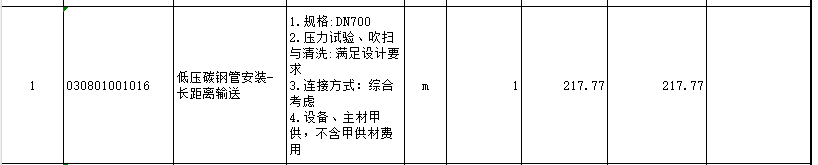 1
030801001016
低压碳钢管安装-
长距离输送
1.规格:DN700
2.压力试验、吹扫
与清洗:满足设计要
求
3.连接方式：综合
考虑
4.设备、主材甲
供，不含甲供材费
用
m
1
217.77
217.77